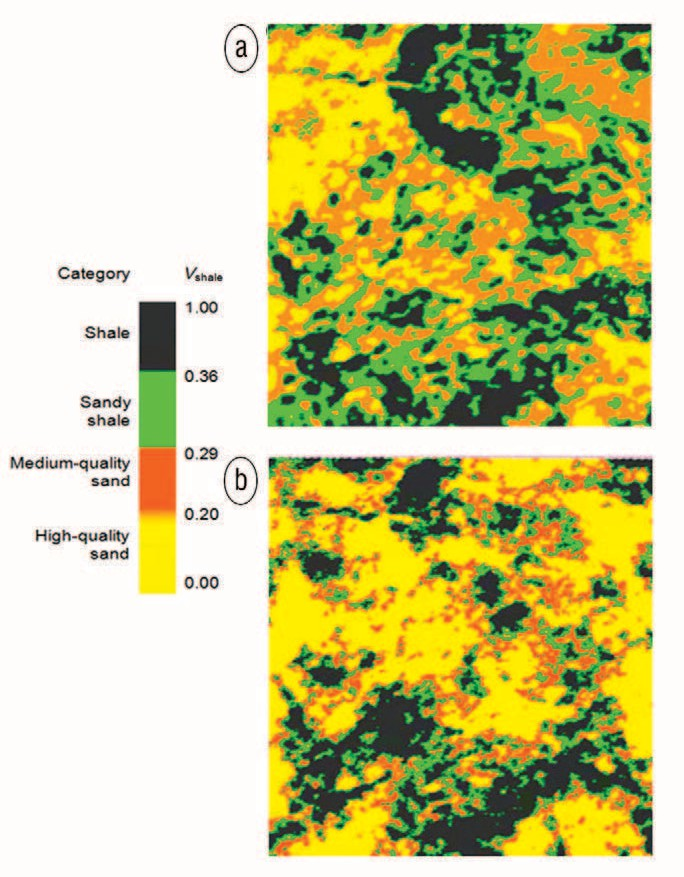 a
Category
Vshale
1.00
Shale
0.36
Sandy
shale
0.29
Medium-quality
sand
0.20
High-quality
sand
0.00
b